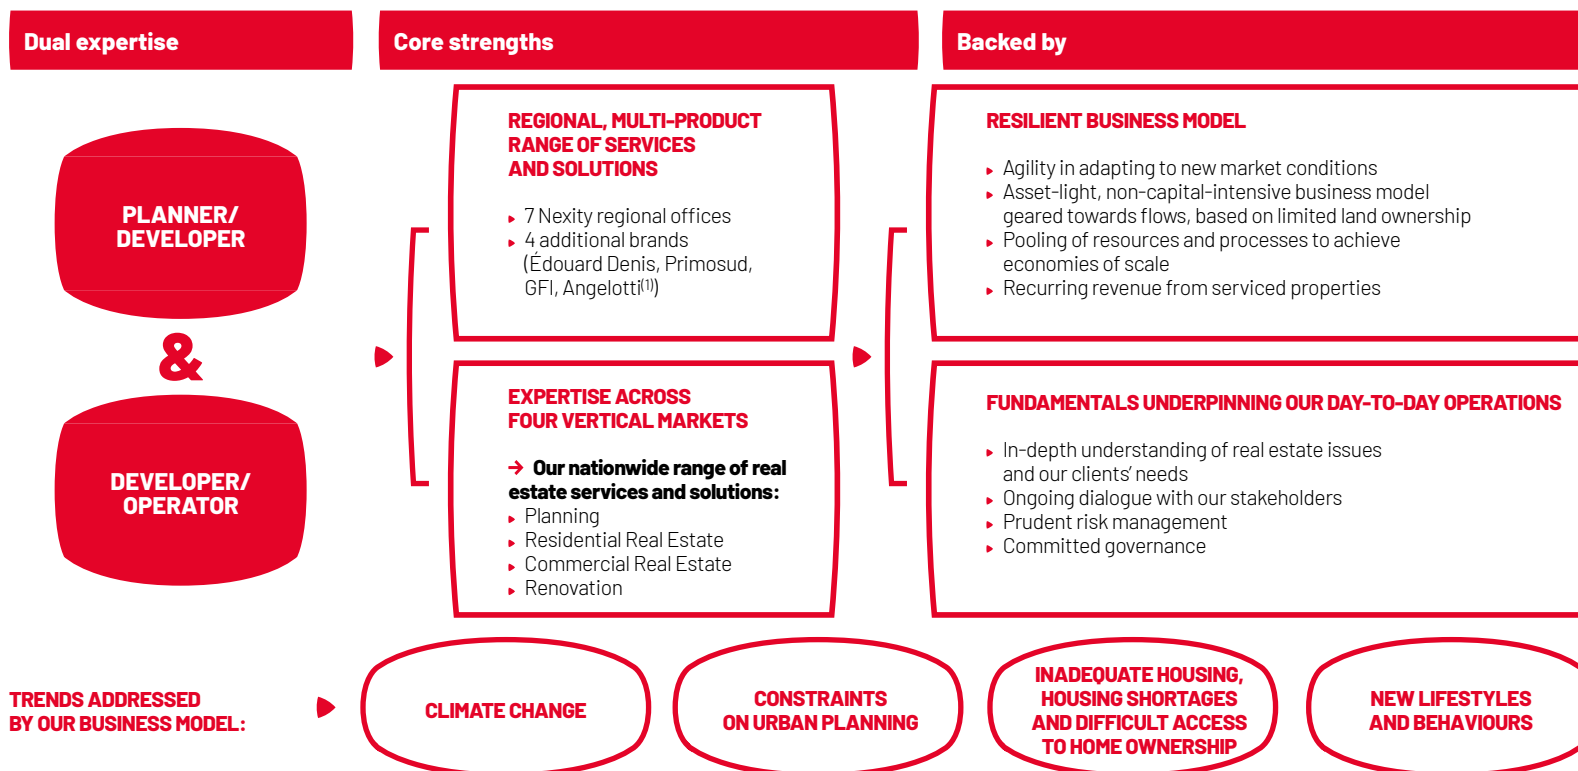 Dual expertise
Core strengths
Backed by
PLANNER/
DEVELOPER
&
DEVELOPER/
OPERATOR
REGIONAL, MULTI-PRODUCT
RANGE OF SERVICES
AND SOLUTIONS
▸ 7 Nexity regional offices
▸ 4 additional brands
(Édouard Denis, Primosud,
GFI, Angelotti(1))
EXPERTISE ACROSS
FOUR VERTICAL MARKETS
→ Our nationwide range of real
estate services and solutions:
▸ Planning
▸ Residential Real Estate
▸ Commercial Real Estate
▸ Renovation
RESILIENT BUSINESS MODEL
▸ Agility in adapting to new market conditions
▸ Asset-light, non-capital-intensive business model
geared towards flows, based on limited land ownership
▸ Pooling of resources and processes to achieve
economies of scale
▸ Recurring revenue from serviced properties
FUNDAMENTALS UNDERPINNING OUR DAY-TO-DAY OPERATIONS
▸ In-depth understanding of real estate issues
and our clients' needs
▸ Ongoing dialogue with our stakeholders
▸ Prudent risk management
▸ Committed governance
TRENDS ADDRESSED
BY OUR BUSINESS MODEL:
CLIMATE CHANGE
CONSTRAINTS
ON URBAN PLANNING
INADEQUATE HOUSING,
HOUSING SHORTAGES
AND DIFFICULT ACCESS
TO HOME OWNERSHIP
NEW LIFESTYLES
AND BEHAVIOURS